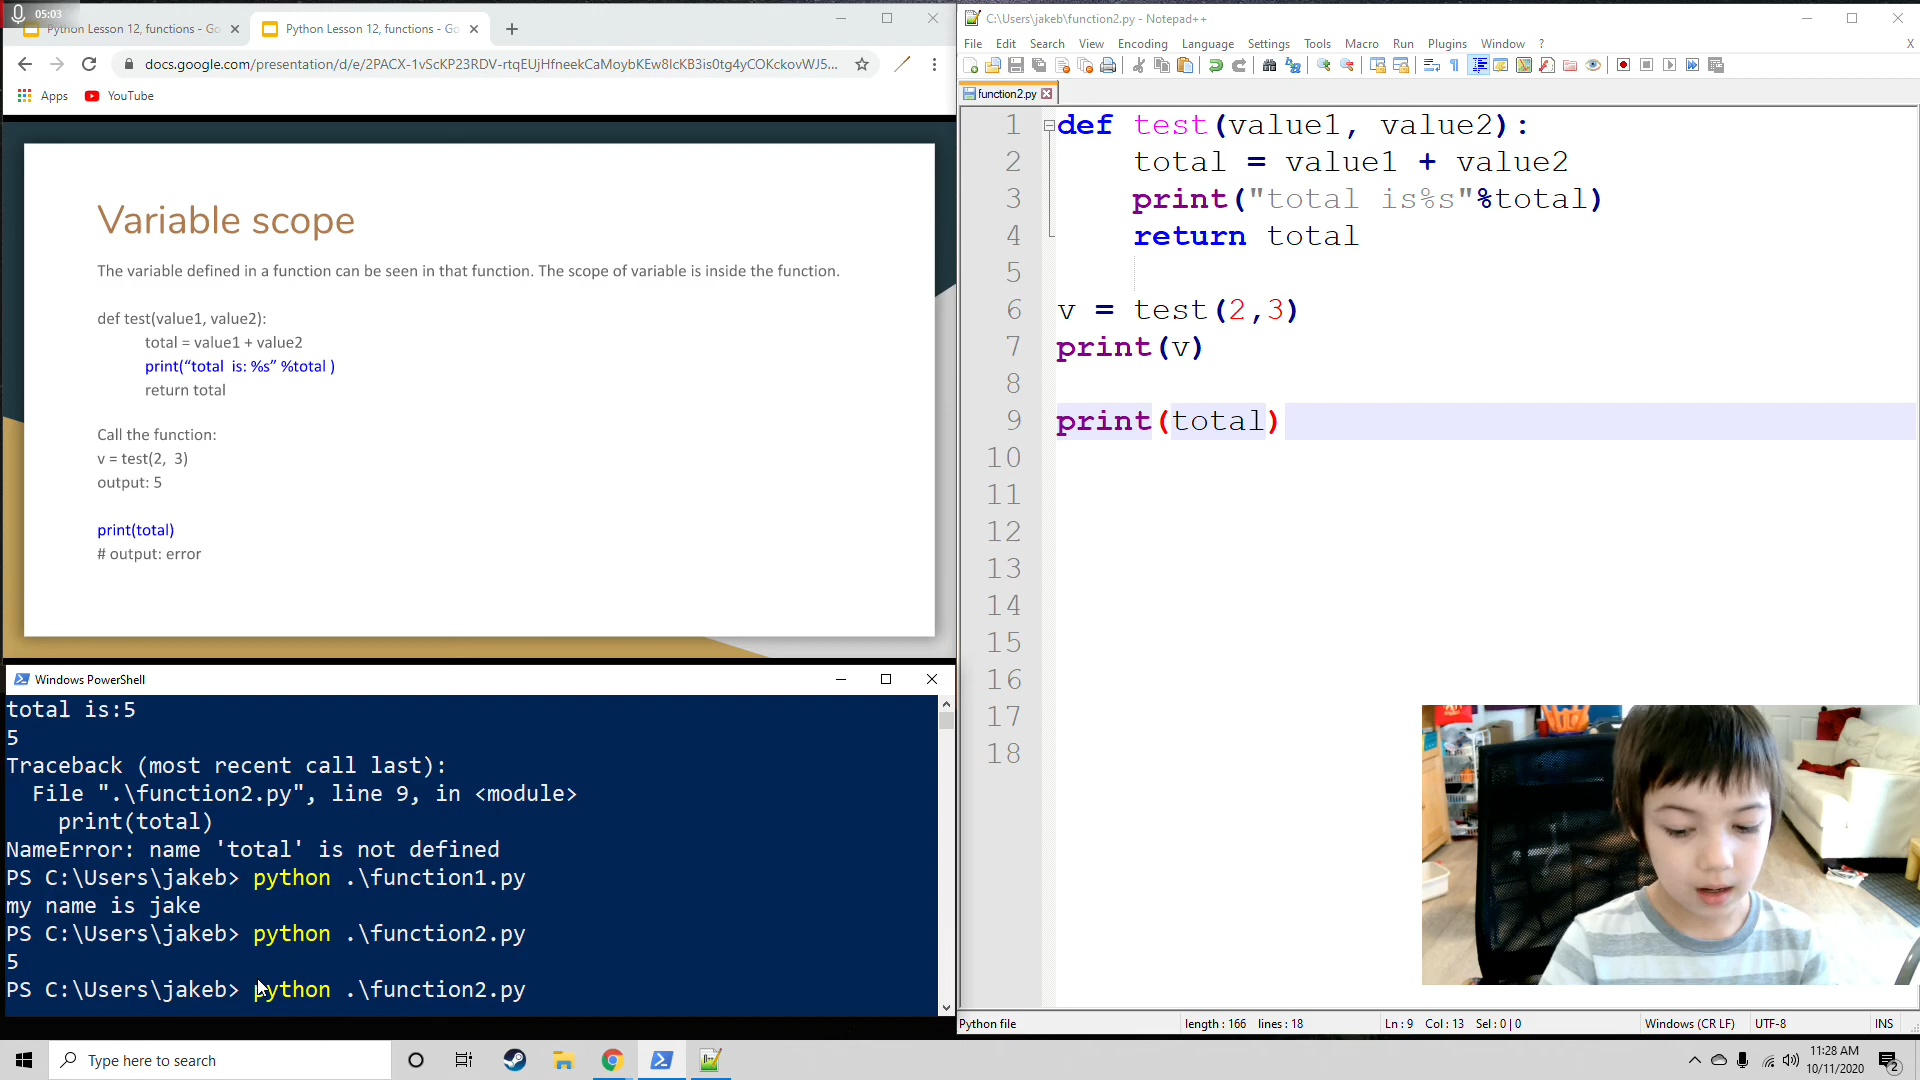 05:03
Python Lesson 12, functions - Go
Python Lesson 12, functions - Go
docs.google.com/presentation/d/e/2PACX-1vScKP23RDV-rtqEUjHfneekCaMoybKEw8IcKB3is0tg4yCOKckovWJ5...
Apps
YouTube
Variable scope
The variable defined in a function can be seen in that function. The scope of variable is inside the function.
def test(value1, value2):
total = value1 + value2
print(“total  is: %s” %total )
return total
Call the function:
v = test(2,  3)
output: 5
print(total)
# output: error
Windows PowerShell
total is:5
5
Traceback (most recent call last):
File ".\function2.py", line 9, in <module>
print(total)
NameError: name 'total' is not defined
PS C:\Users\jakeb> python .\function1.py
my name is jake
PS C:\Users\jakeb> python .\function2.py
5
PS C:\Users\jakeb> python .\function2.py
C:\Users\jakeb\function2.py - Notepad++
File Edit Search View Encoding Language Settings Tools Macro Run Plugins Window ? X
function2.py
1 def test(value1, value2):
2 total = value1 + value2
3 print("total is%s"%total)
4 return total
5
6 v = test(2,3)
7 print(v)
8
9 print(total)
10
11
12
13
14
15
16
17
18
Python file length : 166 lines : 18 Ln : 9 Col : 13 Sel : 0 | 0 Windows (CR LF) UTF-8 INS
Type here to search
11:28 AM
10/11/2020
2